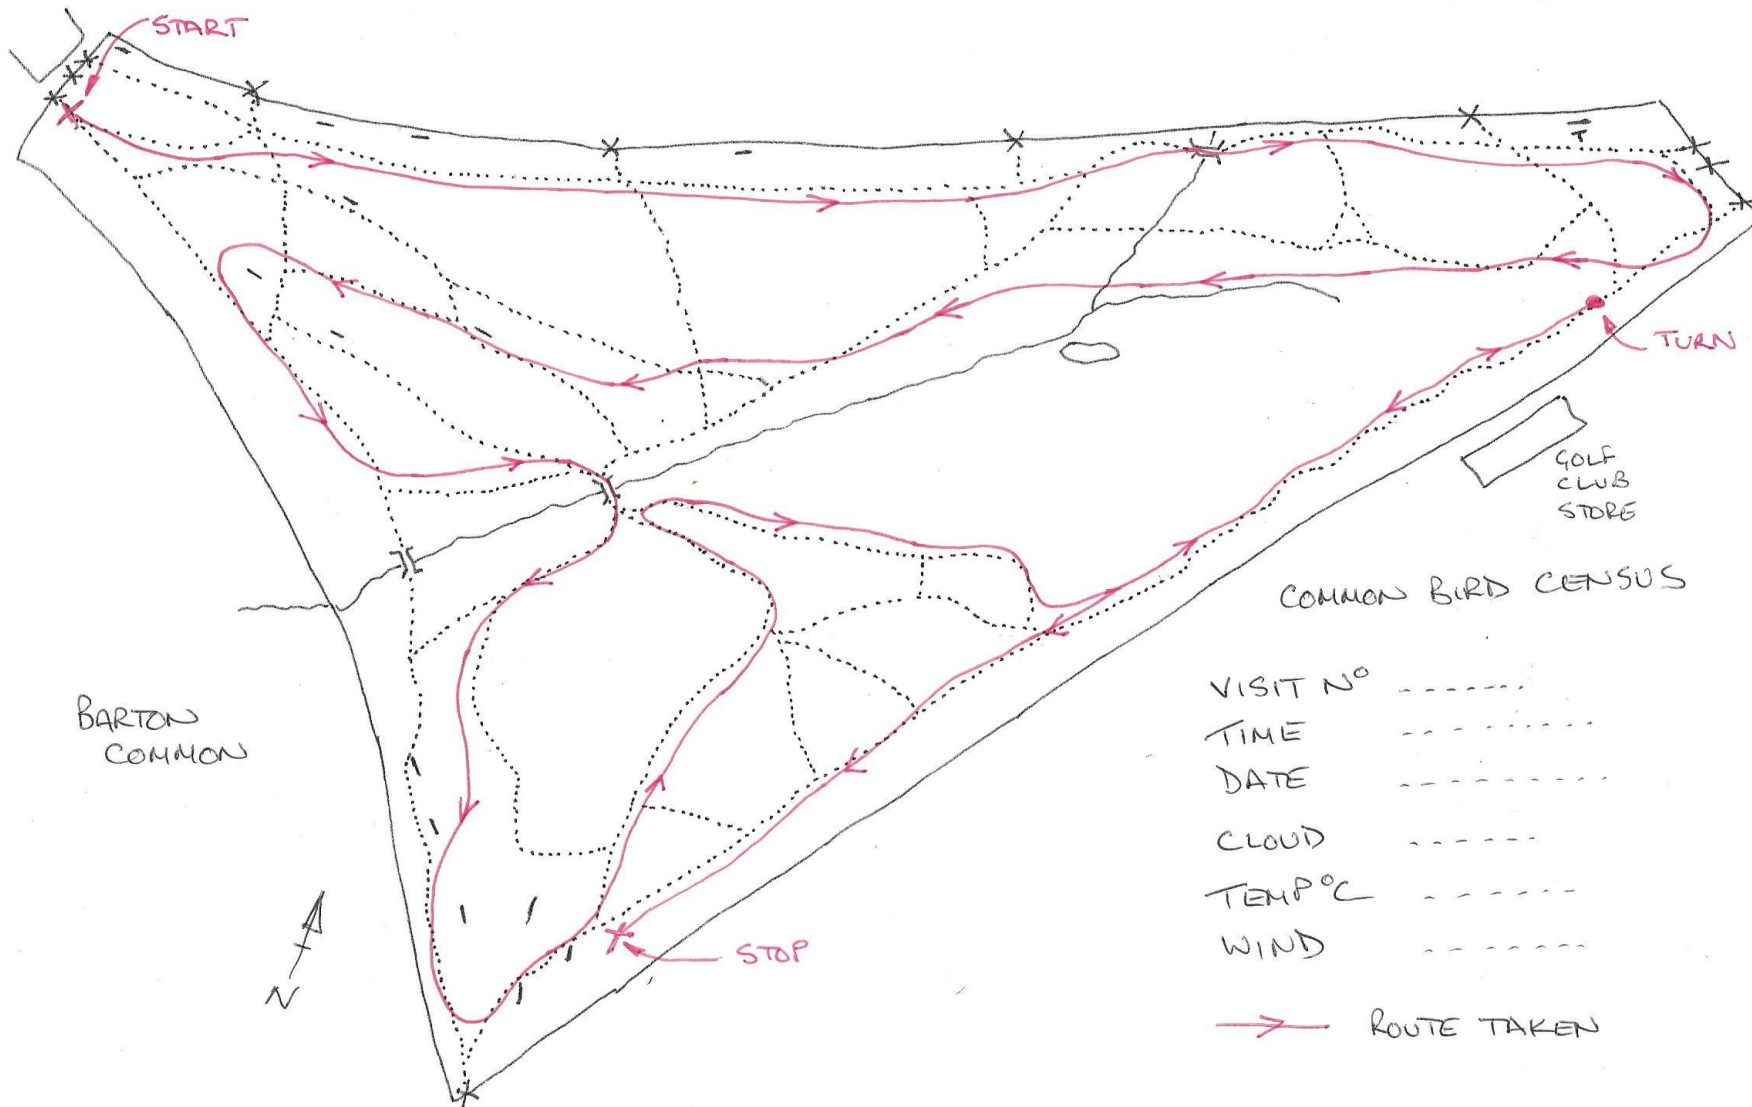 START
TURN
GOLF
CLUB
STORE
COMMON BIRD CENSUS
VISIT Nº
TIME
DATE
CLOUD
TEMP ºC
WIND
BARTON
COMMON
N
STOP
ROUTE TAKEN